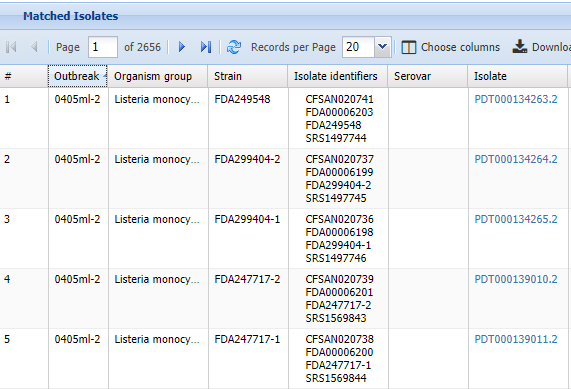 Matched Isolates
Page 1 of 2656 Records per Page 20 Choose columns Downloa
# Outbreak Organism group Strain Isolate identifiers Serovar Isolate
1 0405ml-2 Listeria monocy... FDA249548 CFSAN020741 PDT000134263.2
FDA00006203
FDA249548
SRS1497744
2 0405ml-2 Listeria monocy... FDA299404-2 CFSAN020737 PDT000134264.2
FDA00006199
FDA299404-2
SRS1497745
3 0405ml-2 Listeria monocy... FDA299404-1 CFSAN020736 PDT000134265.2
FDA00006198
FDA299404-1
SRS1497746
4 0405ml-2 Listeria monocy... FDA247717-2 CFSAN020739 PDT000139010.2
FDA00006201
FDA247717-2
SRS1569843
5 0405ml-2 Listeria monocy... FDA247717-1 CFSAN020738 PDT000139011.2
FDA00006200
FDA247717-1
SRS1569844